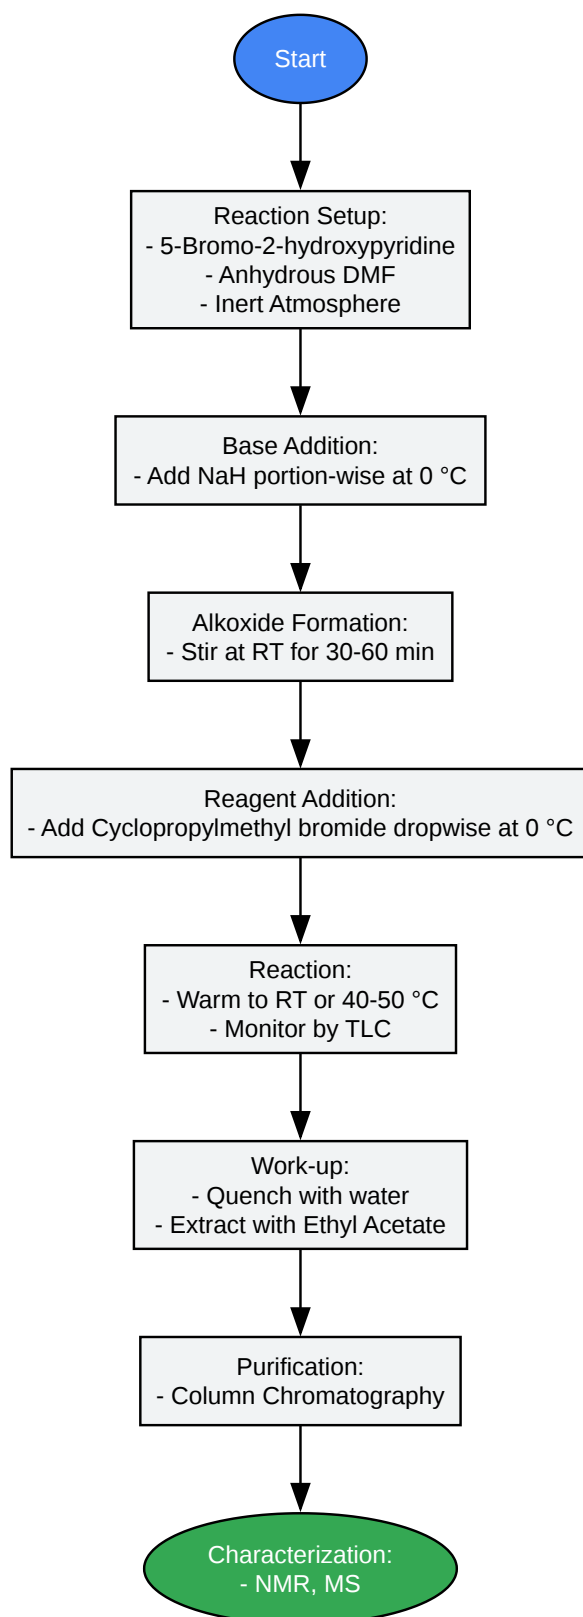 Start
Reaction Setup:
- 5-Bromo-2-hydroxypyridine
- Anhydrous DMF
- Inert Atmosphere
Base Addition:
- Add NaH portion-wise at 0 °C
Alkoxide Formation:
- Stir at RT for 30-60 min
Reagent Addition:
- Add Cyclopropylmethyl bromide dropwise at 0 °C
Reaction:
- Warm to RT or 40-50 °C
- Monitor by TLC
Work-up:
- Quench with water
- Extract with Ethyl Acetate
Purification:
- Column Chromatography
Characterization:
- NMR, MS